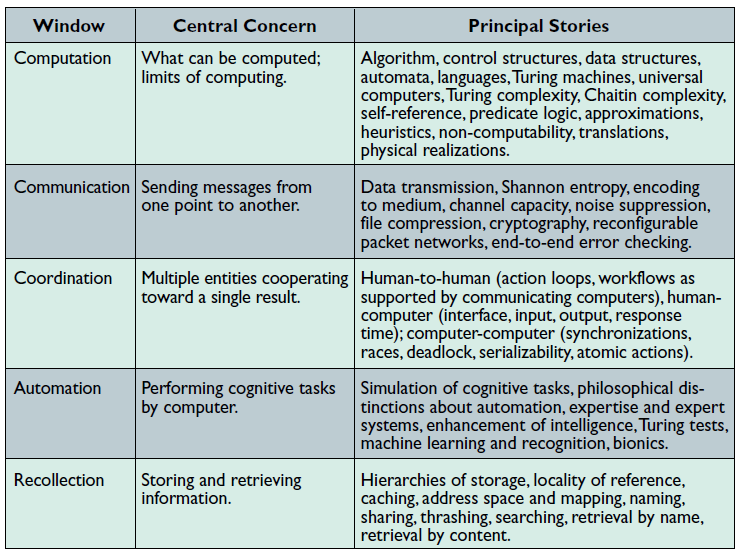 Window Central Concern Principal Stories
Computation
What can be computed;
limits of computing.
Algorithm, control structures, data structures,
automata, languages, Turing machines, universal
computers, Turing complexity, Chaitin complexity,
self-reference, predicate logic, approximations,
heuristics, non-computability, translations,
physical realizations.
Communication
Sending messages from
one point to another.
Data transmission, Shannon entropy, encoding
to medium, channel capacity, noise suppression,
file compression, cryptography, reconfigurable
packet networks, end-to-end error checking.
Coordination
Multiple entities cooperating
toward a single result.
Human-to-human (action loops, workflows as
supported by communicating computers), human-
computer (interface, input, output, response
time); computer-computer (synchronizations,
races, deadlock, serializability, atomic actions).
Automation
Performing cognitive tasks
by computer.
Simulation of cognitive tasks, philosophical dis-
tinctions about automation, expertise and expert
systems, enhancement of intelligence, Turing tests,
machine learning and recognition, bionics.
Recollection
Storing and retrieving
information.
Hierarchies of storage, locality of reference,
caching, address space and mapping, naming,
sharing, thrashing, searching, retrieval by name,
retrieval by content.